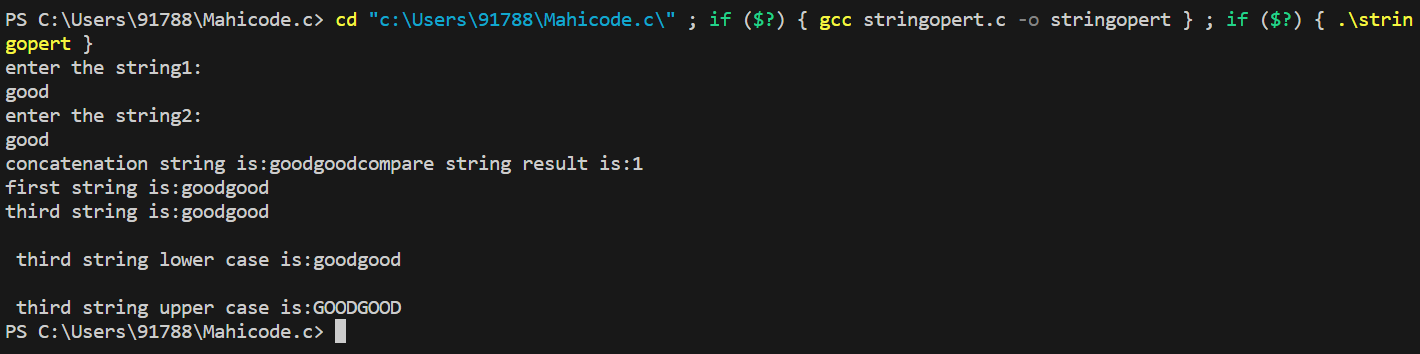 PS C:\Users\91788\Mahicode.c> cd "c:\Users\91788\Mahicode.c\" ; if ($?) { gcc stringopert.c -o stringopert } ; if ($?) { .\strin
gopert }
enter the string1:
good
enter the string2:
good
concatenation string is:goodgoodcompare string result is:1
first string is:goodgood
third string is:goodgood
 third string lower case is:goodgood
 third string upper case is:GOODGOOD
PS C:\Users\91788\Mahicode.c>